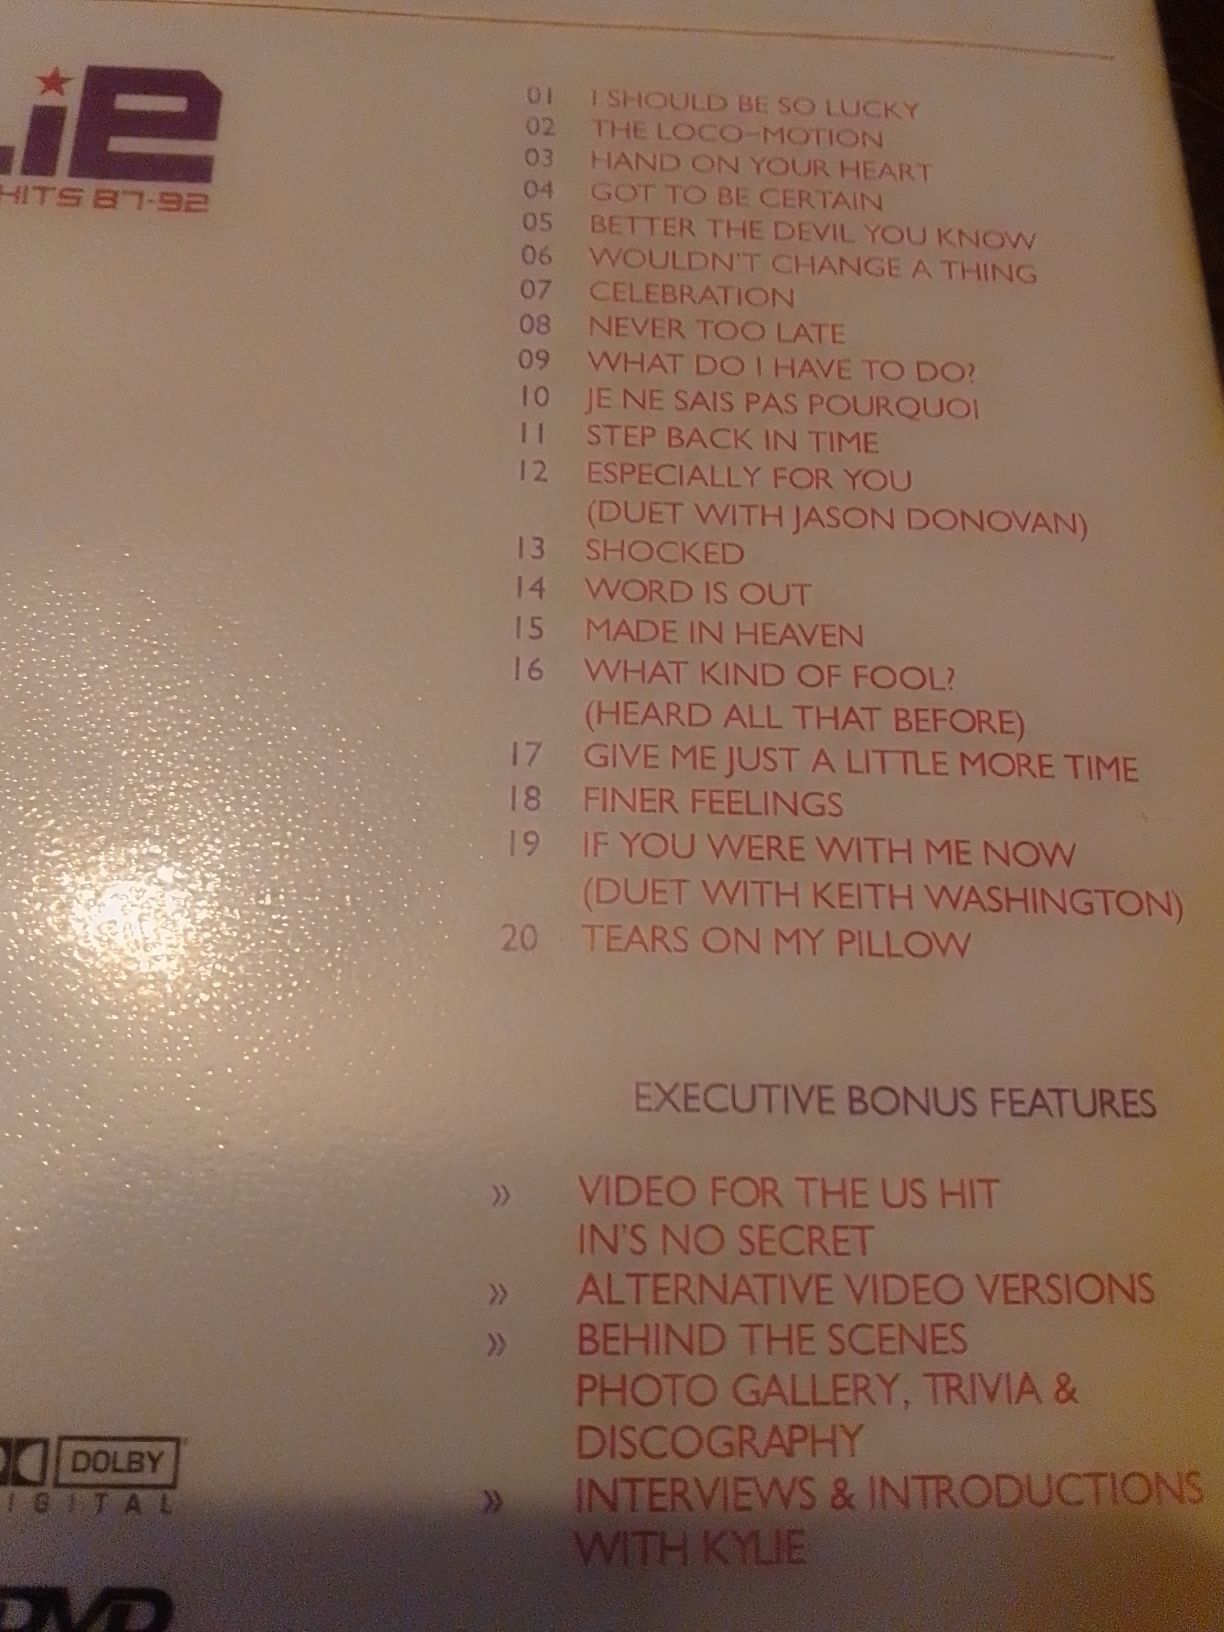 LiE
HITS 87-92
01 I SHOULD BE SO LUCKY
02 THE LOCO-MOTION
03 HAND ON YOUR HEART
04 GOT TO BE CERTAIN
05 BETTER THE DEVIL YOU KNOW
06 WOULDN'T CHANGE A THING
07 CELEBRATION
08 NEVER TOO LATE
09 WHAT DO I HAVE TO DO?
10 JE NE SAIS PAS POURQUOI
11 STEP BACK IN TIME
12 ESPECIALLY FOR YOU
(DUET WITH JASON DONOVAN)
13 SHOCKED
14 WORD IS OUT
15 MADE IN HEAVEN
16 WHAT KIND OF FOOL?
(HEARD ALL THAT BEFORE)
17 GIVE ME JUST A LITTLE MORE TIME
18 FINER FEELINGS
19 IF YOU WERE WITH ME NOW
(DUET WITH KEITH WASHINGTON)
20 TEARS ON MY PILLOW
EXECUTIVE BONUS FEATURES
» VIDEO FOR THE US HIT
IN'S NO SECRET
» ALTERNATIVE VIDEO VERSIONS
» BEHIND THE SCENES
PHOTO GALLERY, TRIVIA &
DISCOGRAPHY
» INTERVIEWS & INTRODUCTIONS
WITH KYLIE
DOLBY
IGITAL
DVD